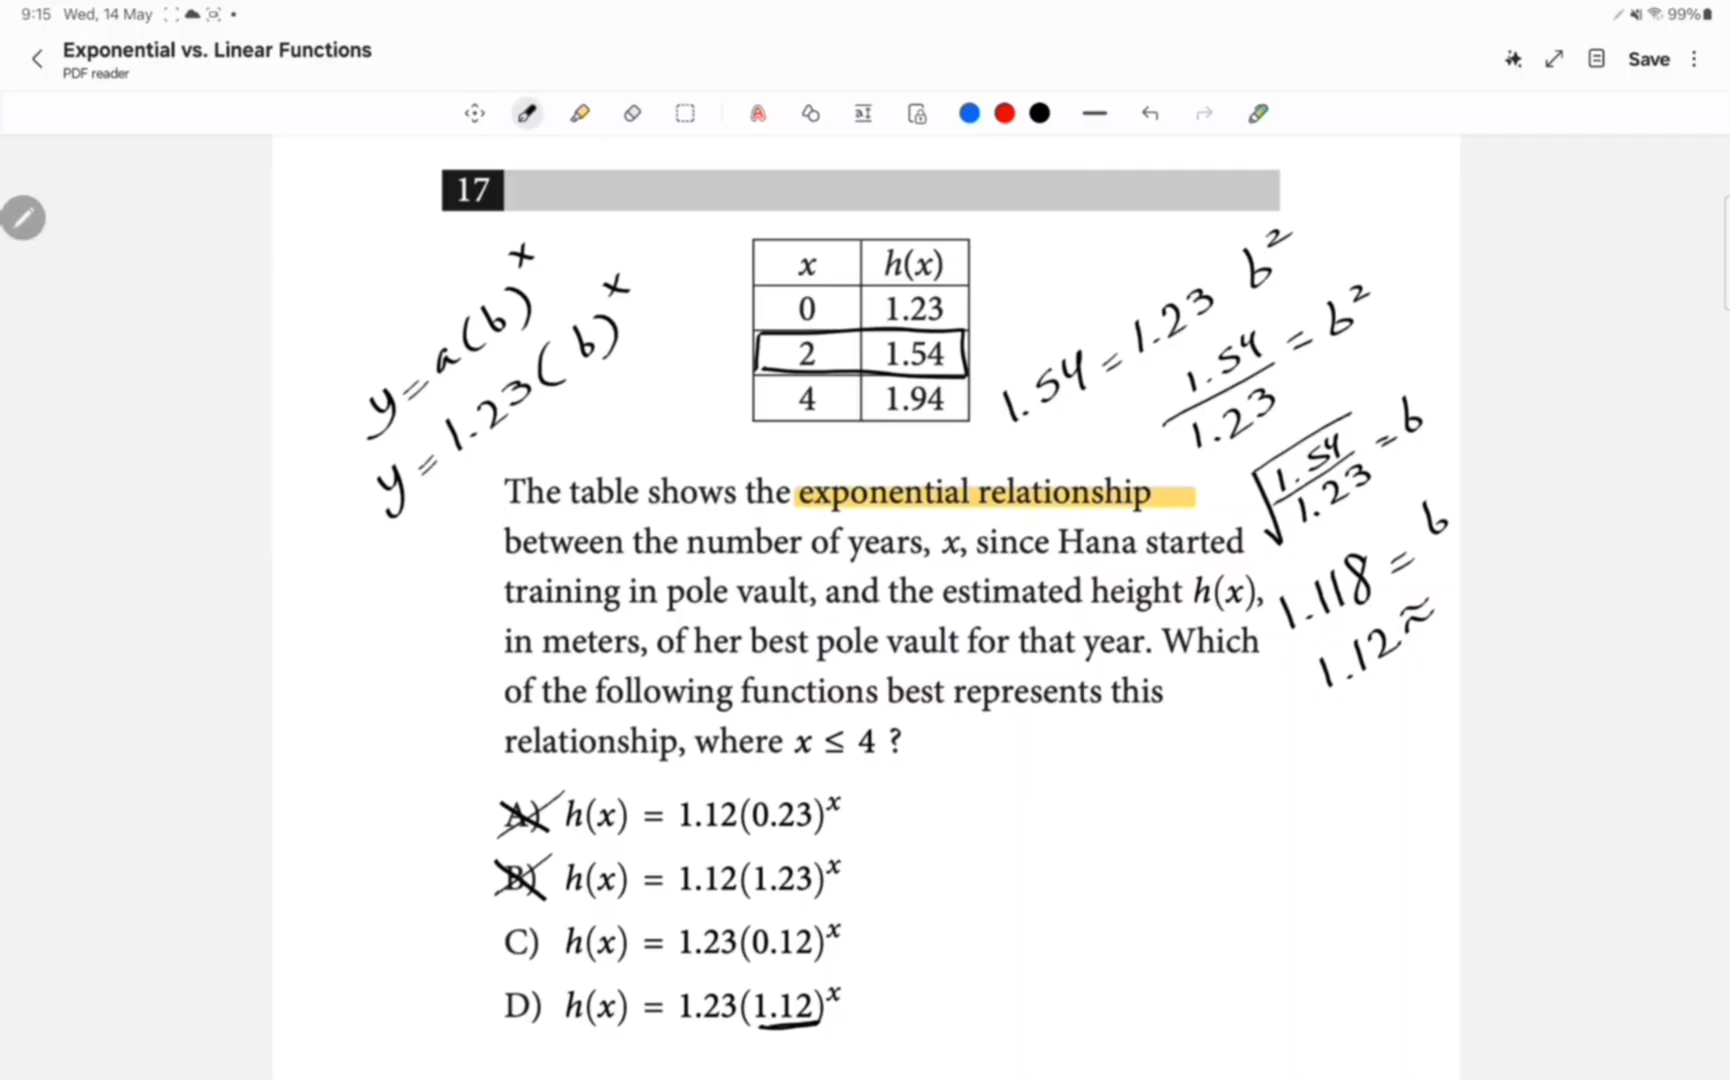 9:15 Wed, 14 May
99%
Exponential vs. Linear Functions
PDF reader
Save
17
x h(x)
0 1.23
2 1.54
4 1.94
y = a(b)^x
y = 1.23(b)^x
1.54 = 1.23 b²
1.54/1.23 = b²
√(1.54/1.23) = b
1.118 = b
1.12 ≈
The table shows the exponential relationship
between the number of years, x, since Hana started
training in pole vault, and the estimated height h(x),
in meters, of her best pole vault for that year. Which
of the following functions best represents this
relationship, where x ≤ 4 ?
A) h(x) = 1.12(0.23)^x
B) h(x) = 1.12(1.23)^x
C) h(x) = 1.23(0.12)^x
D) h(x) = 1.23(1.12)^x